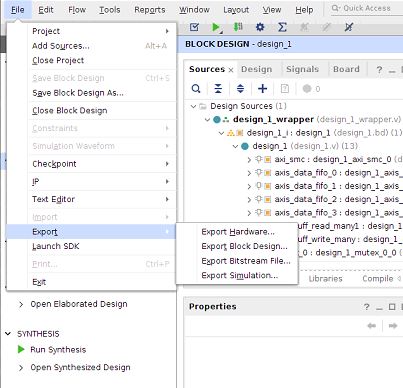 File Edit Flow Tools Reports Window Layout View Help Quick Access
Project
Add Sources... Alt+A
Close Project
Save Block Design Ctrl+S
Save Block Design As...
Close Block Design
Constraints
Simulation Waveform
Checkpoint
IP
Text Editor
Import
Export
Launch SDK
Print... Ctrl+P
Exit
Export Hardware...
Export Block Design...
Export Bitstream File...
Export Simulation...
Open Elaborated Design
SYNTHESIS
Run Synthesis
Open Synthesized Design
BLOCK DESIGN - design_1
Sources Design Signals Board
0
Design Sources (1)
design_1_wrapper (design_1_wrapper.v)
design_1_i : design_1 (design_1.bd) (1)
design_1 (design_1.v) (13)
axi_smc : design_1_axi_smc_0
axis_data_fifo_0 : design_1_axis
axis_data_fifo_1 : design_1_axis
axis_data_fifo_2 : design_1_axis
axis_data_fifo_3 : design_1_axis
uff_read_many1 : design_1
uff_write_many : design_1
_0 : design_1_mutex_0_0
Libraries Compile
Properties